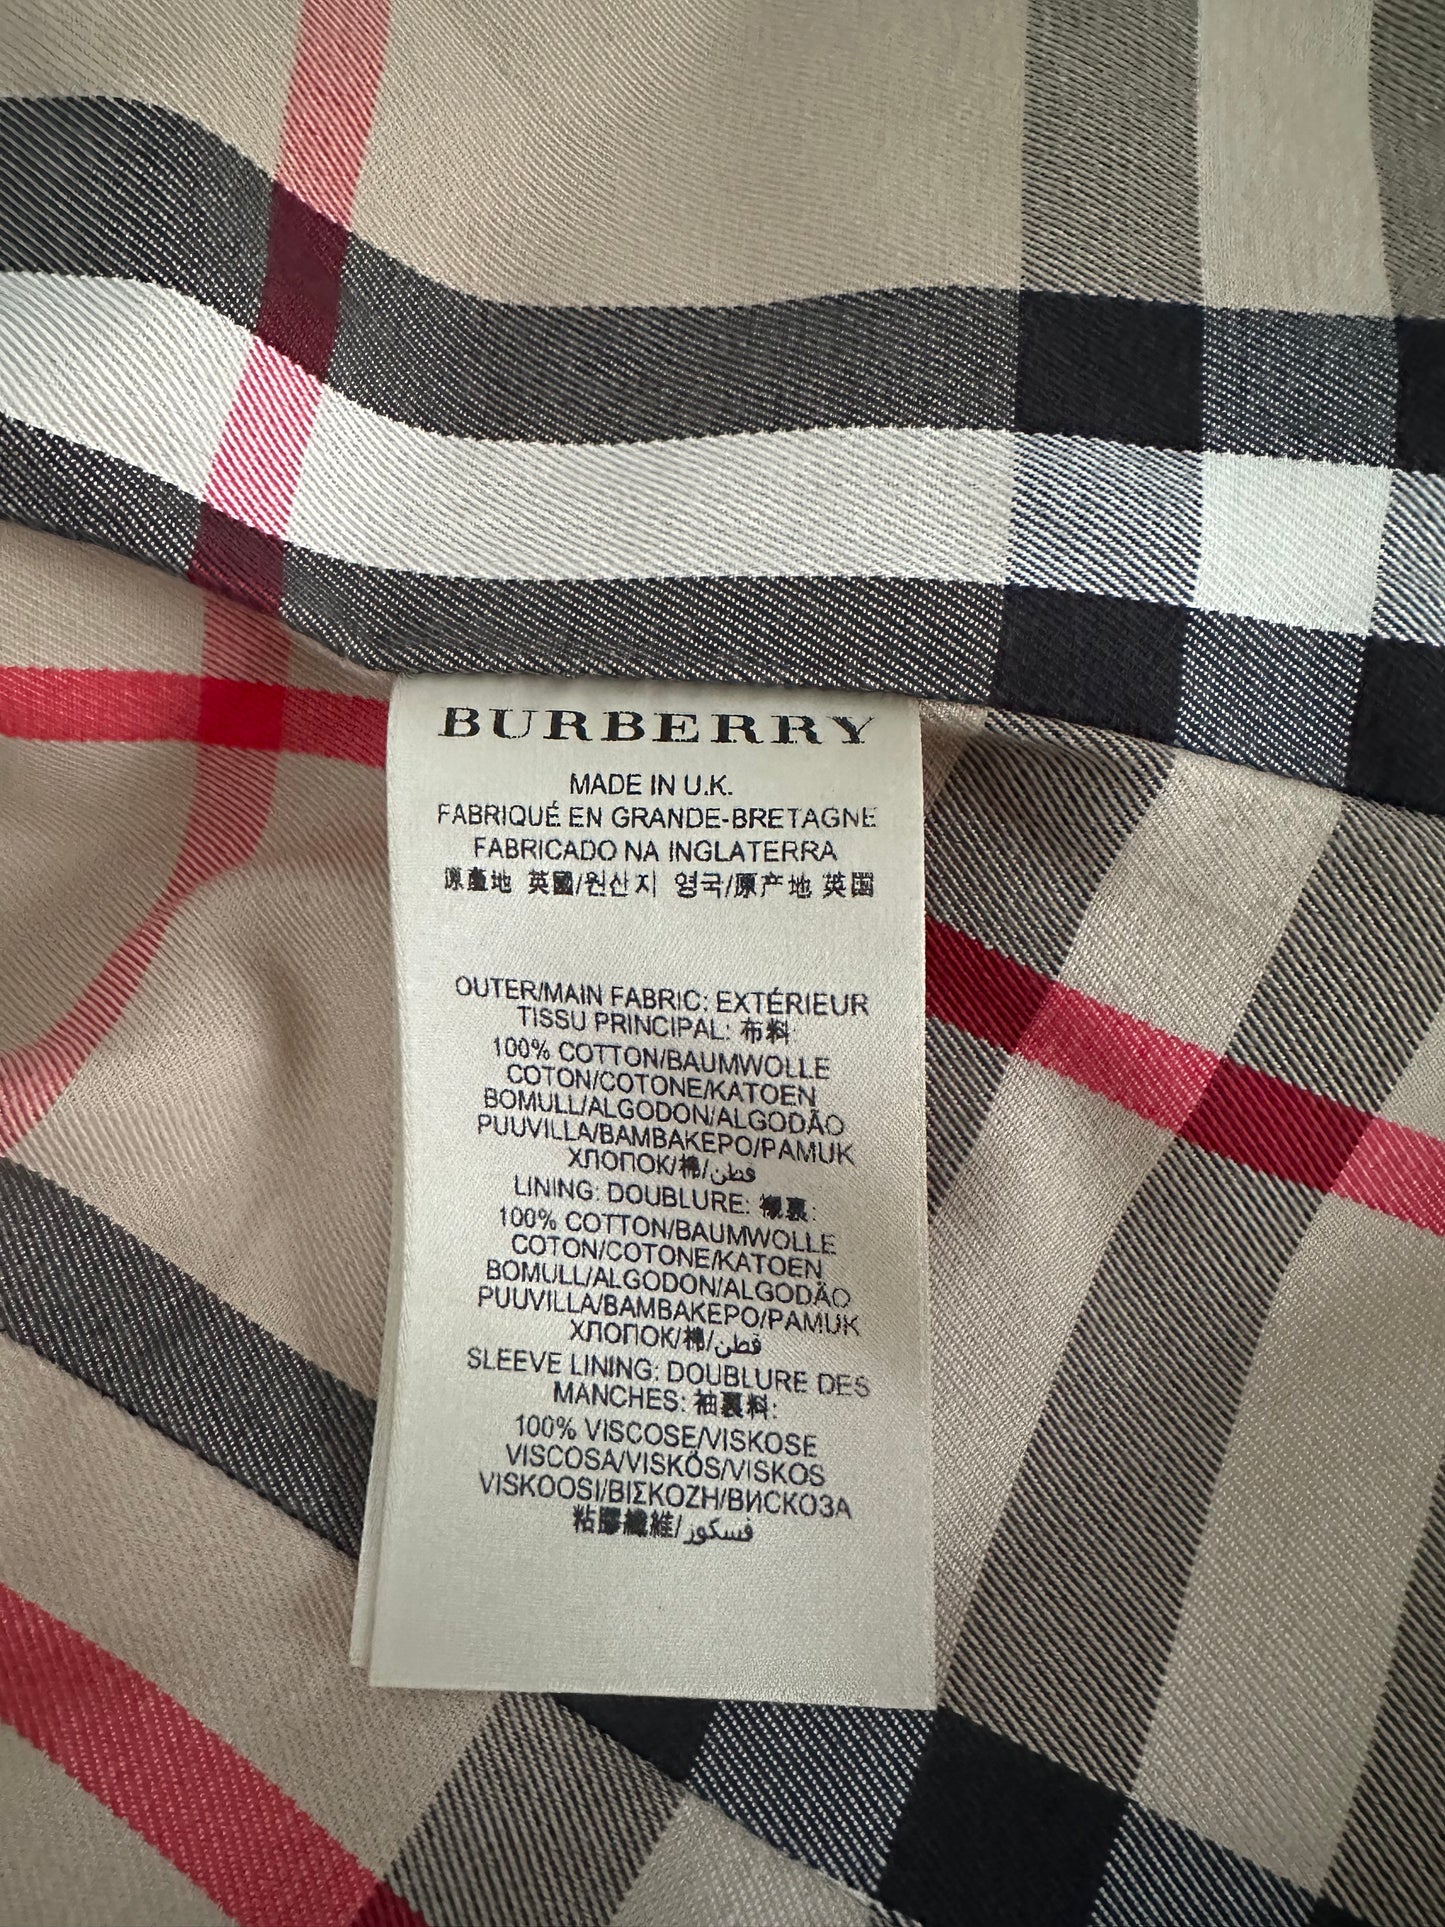 BURBERRY
MADE IN U.K.
FABRIQUÉ EN GRANDE-BRETAGNE
FABRICADO NA INGLATERRA
原產地 英國/원산지 영국/原产地 英国
OUTER/MAIN FABRIC: EXTÉRIEUR
TISSU PRINCIPAL: 布料
100% COTTON/BAUMWOLLE
COTON/COTONE/KATOEN
BOMULL/ALGODON/ALGODÃO
PUUVILLA/BAMBAKEPO/PAMUK
ХЛОПОК/棉/قطن
LINING: DOUBLURE: 襯裏:
100% COTTON/BAUMWOLLE
COTON/COTONE/KATOEN
BOMULL/ALGODON/ALGODÃO
PUUVILLA/BAMBAKEPO/PAMUK
ХЛОПОК/棉/قطن
SLEEVE LINING: DOUBLURE DES
MANCHES: 袖裏料:
100% VISCOSE/VISKOSE
VISCOSA/VISKÓS/VISKOS
VISKOOSI/ΒΙΣΚΟΖΗ/ВИСКОЗА
粘膠纖維/فسكور